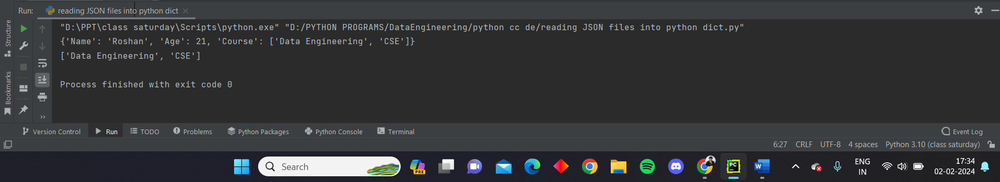 Run: reading JSON files into python dict
Structure
Bookmarks
"D:\PPT\class saturday\Scripts\python.exe" "D:/PYTHON PROGRAMS/DataEngineering/python cc de/reading JSON files into python dict.py"
{'Name': 'Roshan', 'Age': 21, 'Course': ['Data Engineering', 'CSE']}
['Data Engineering', 'CSE']
Process finished with exit code 0
Version Control Run TODO Problems Python Packages Python Console Terminal Event Log
6:27 CRLF UTF-8 4 spaces Python 3.10 (class saturday)
Search PRE PC W ENG 17:34
IN 02-02-2024